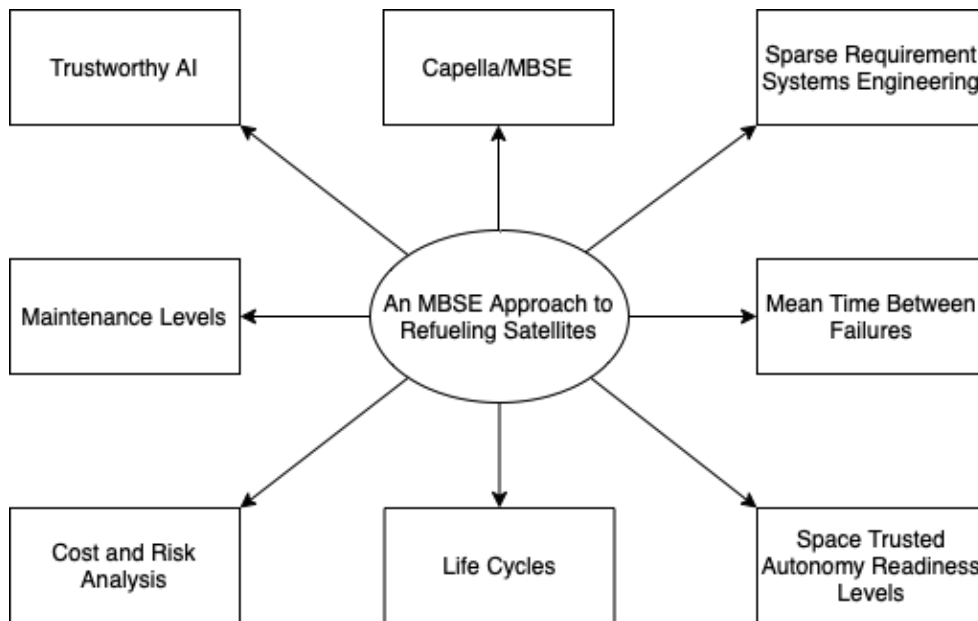 Trustworthy AI
Capella/MBSE
Sparse Requirement
Systems Engineering
Maintenance Levels
An MBSE Approach to
Refueling Satellites
Mean Time Between
Failures
Cost and Risk
Analysis
Life Cycles
Space Trusted
Autonomy Readiness
Levels